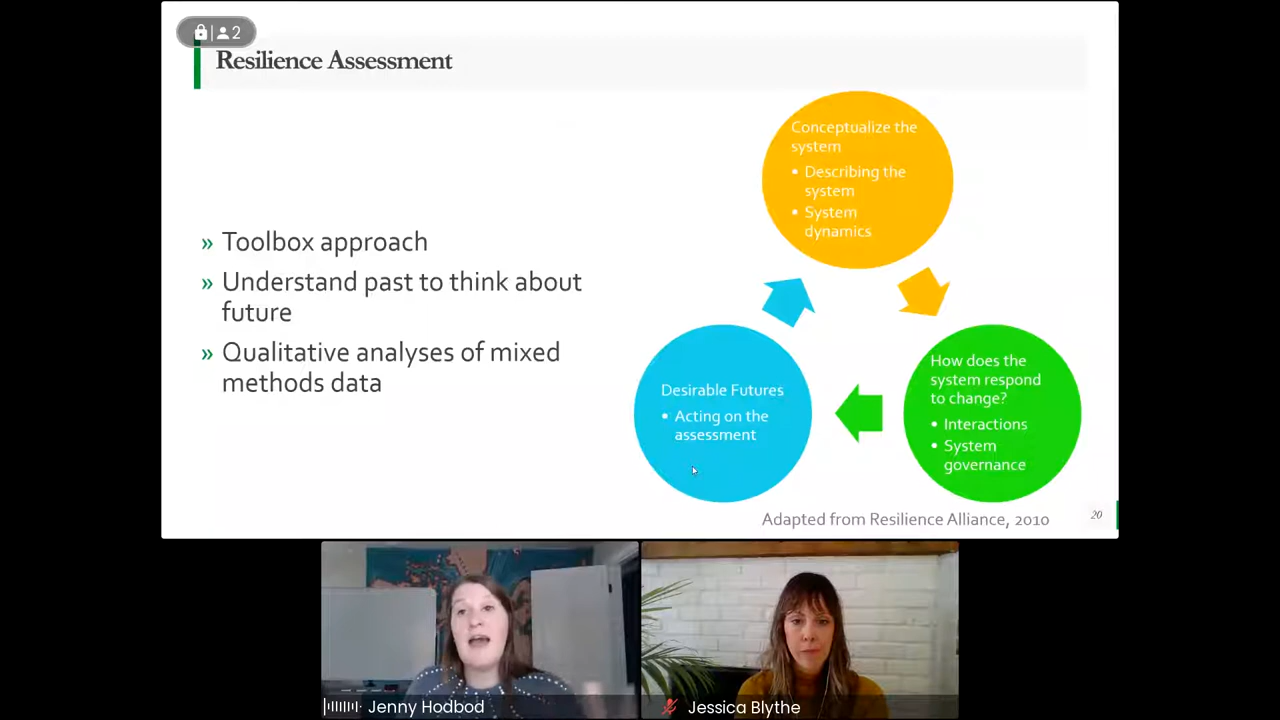 2
Resilience Assessment
» Toolbox approach
» Understand past to think about
future
» Qualitative analyses of mixed
methods data
Conceptualize the
system
• Describing the
system
• System
dynamics
How does the
system respond
to change?
• Interactions
• System
governance
Desirable Futures
• Acting on the
assessment
Adapted from Resilience Alliance, 2010
20
Jenny Hodbod
Jessica Blythe